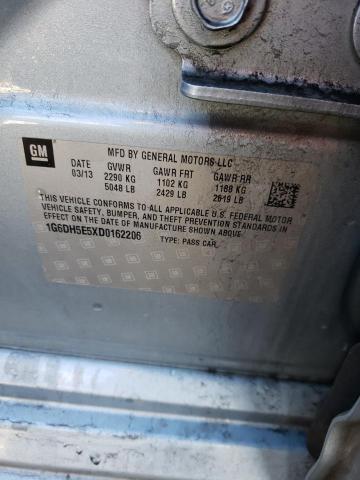 GM
MFD BY GENERAL MOTORS LLC
DATE GVWR GAWR FRT GAWR RR
03/13 2290 KG 1102 KG 1188 KG
5048 LB 2429 LB 2619 LB
THIS VEHICLE CONFORMS TO ALL APPLICABLE U.S. FEDERAL MOTOR
VEHICLE SAFETY, BUMPER, AND THEFT PREVENTION STANDARDS IN
EFFECT ON THE DATE OF MANUFACTURE SHOWN ABOVE.
1G6DH5E5XD0162206 TYPE: PASS CAR